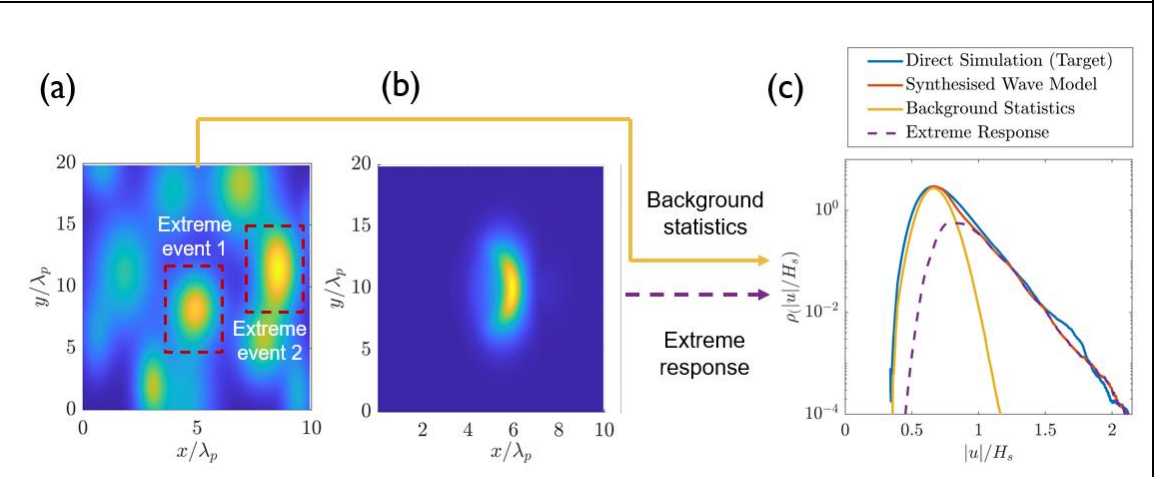 (a)
(b)
(c)
Direct Simulation (Target)
Synthesised Wave Model
Background Statistics
Extreme Response
20
15
10
5
0
y/λp
0
5
10
x/λp
Extreme
event 1
Extreme
event 2
20
15
10
5
0
y/λp
2
4
6
8
10
x/λp
Background
statistics
Extreme
response
10⁰
10⁻²
10⁻⁴
ρ(|u|/Hs)
0
0.5
1
1.5
2
|u|/Hs